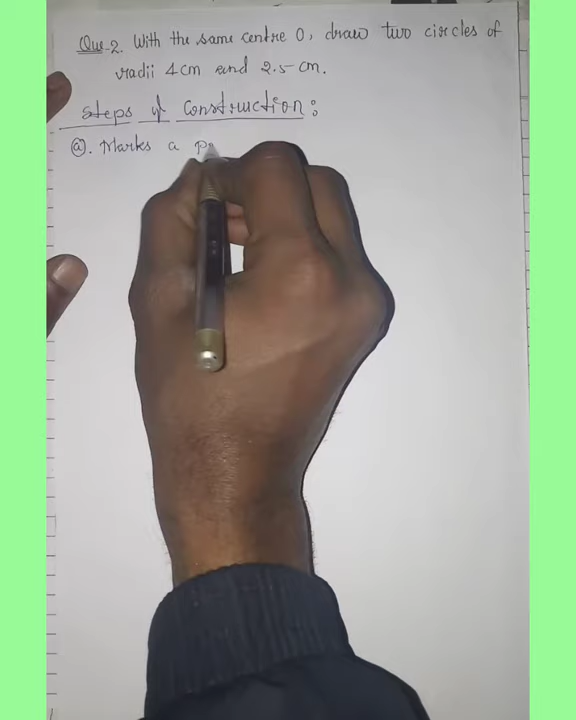 Que-2. With the same centre O, draw two circles of
radii 4cm and 2.5 cm.
Steps of Construction:
@. Marks a po